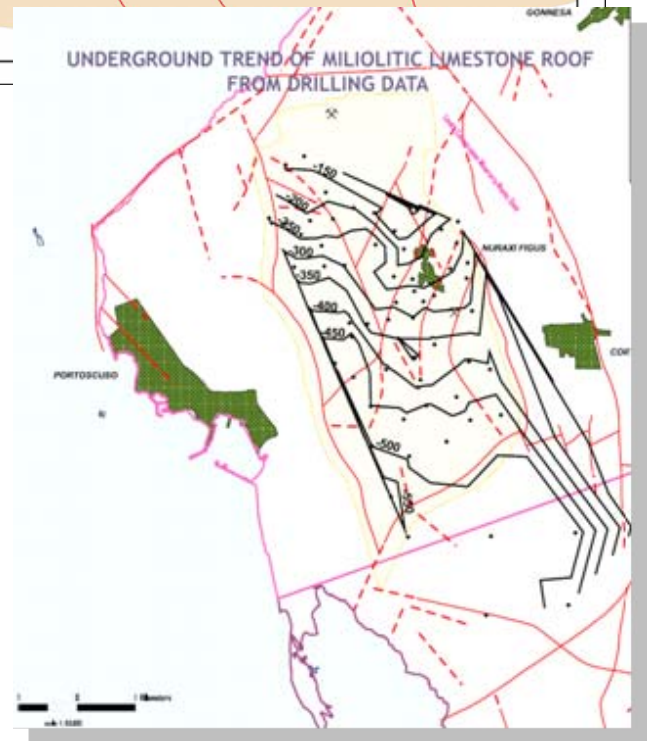 GONNESA
UNDERGROUND TREND OF MILIOLITIC LIMESTONE ROOF
FROM DRILLING DATA
-150
-200
-250
-300
NURAXI FIGUS
-350
-400
-450
PORTOSCUSO
COR
-500
-550